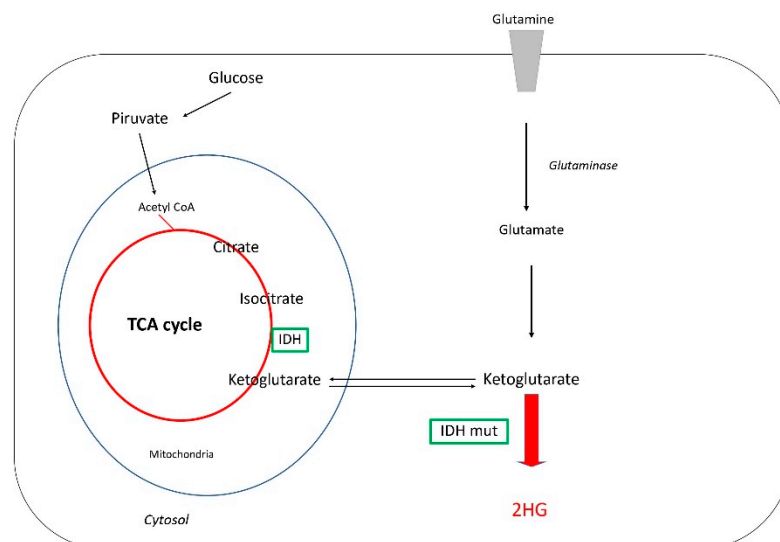 Glutamine
Glucose
Piruvate
Glutaminase
Acetyl CoA
Glutamate
Citrate
Isocitrate
TCA cycle
IDH
Ketoglutarate
Ketoglutarate
IDH mut
Mitochondria
2HG
Cytosol